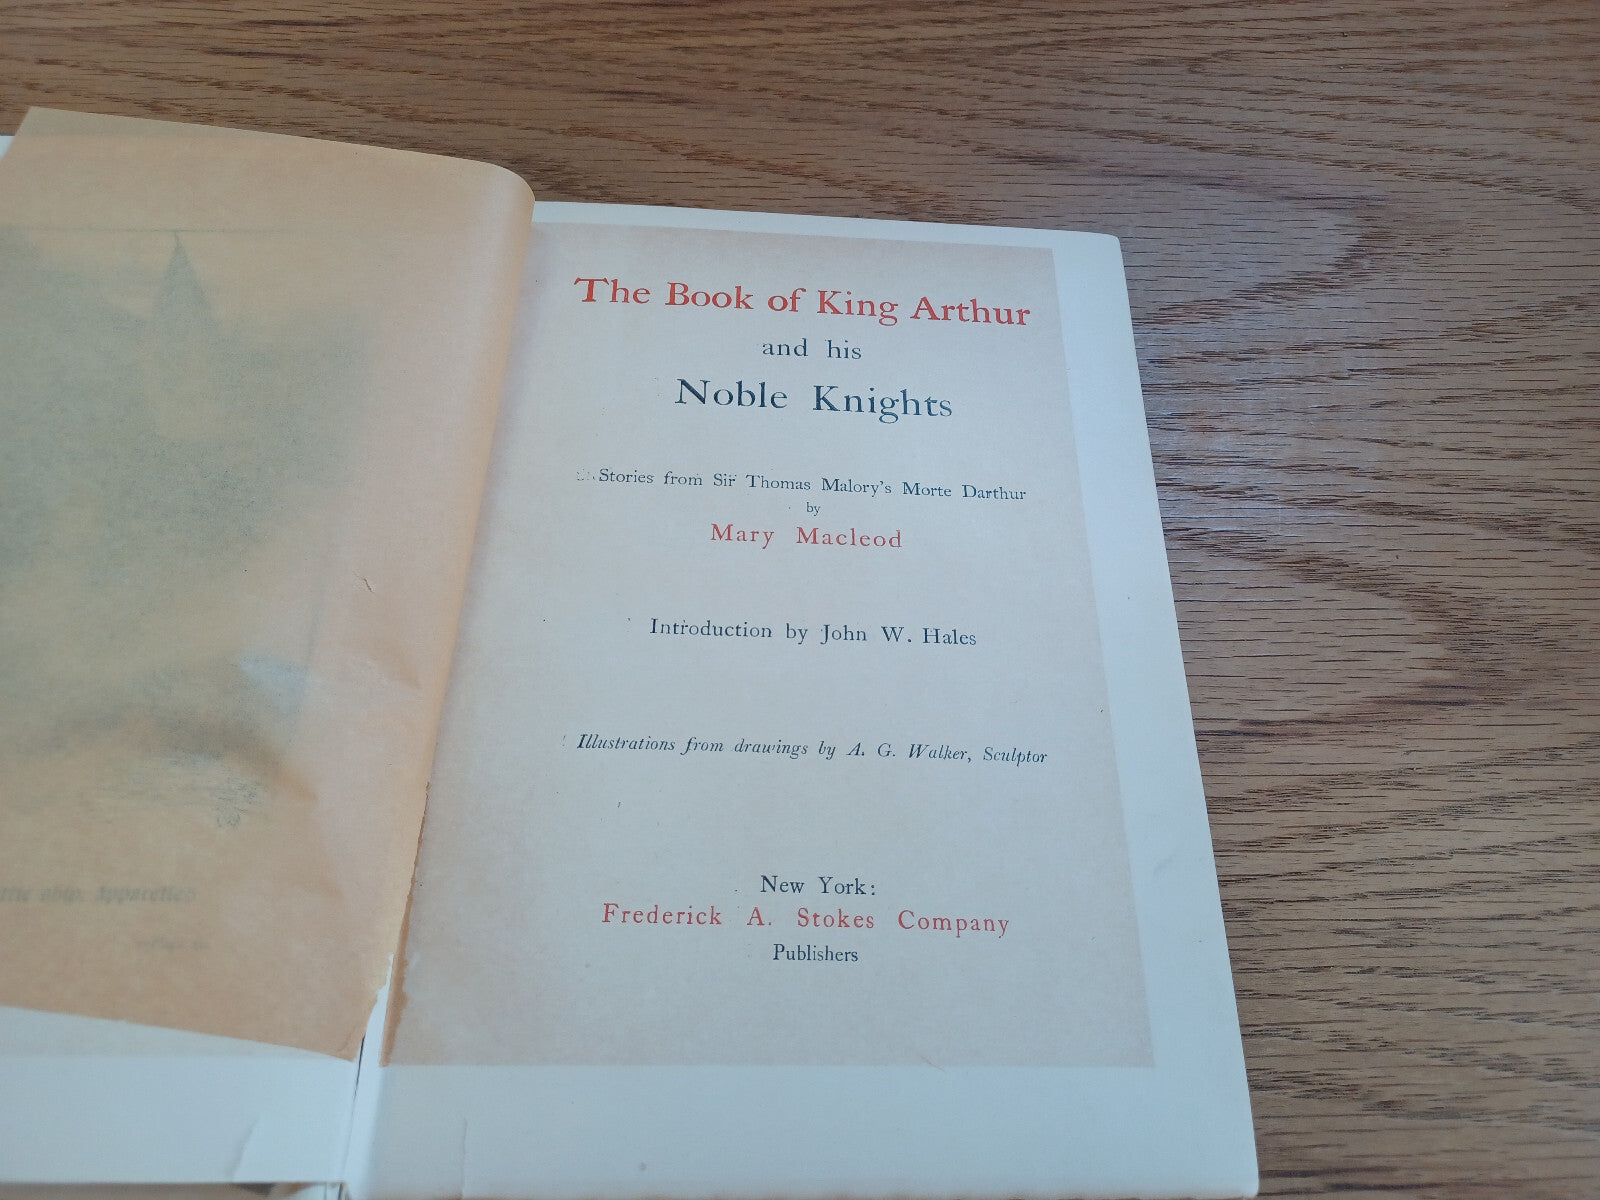 The Book of King Arthur
and his
Noble Knights
Stories from Sir Thomas Malory's Morte Darthur
by
Mary Macleod
Introduction by John W. Hales
Illustrations from drawings by A. G. Walker, Sculptor
New York:
Frederick A. Stokes Company
Publishers